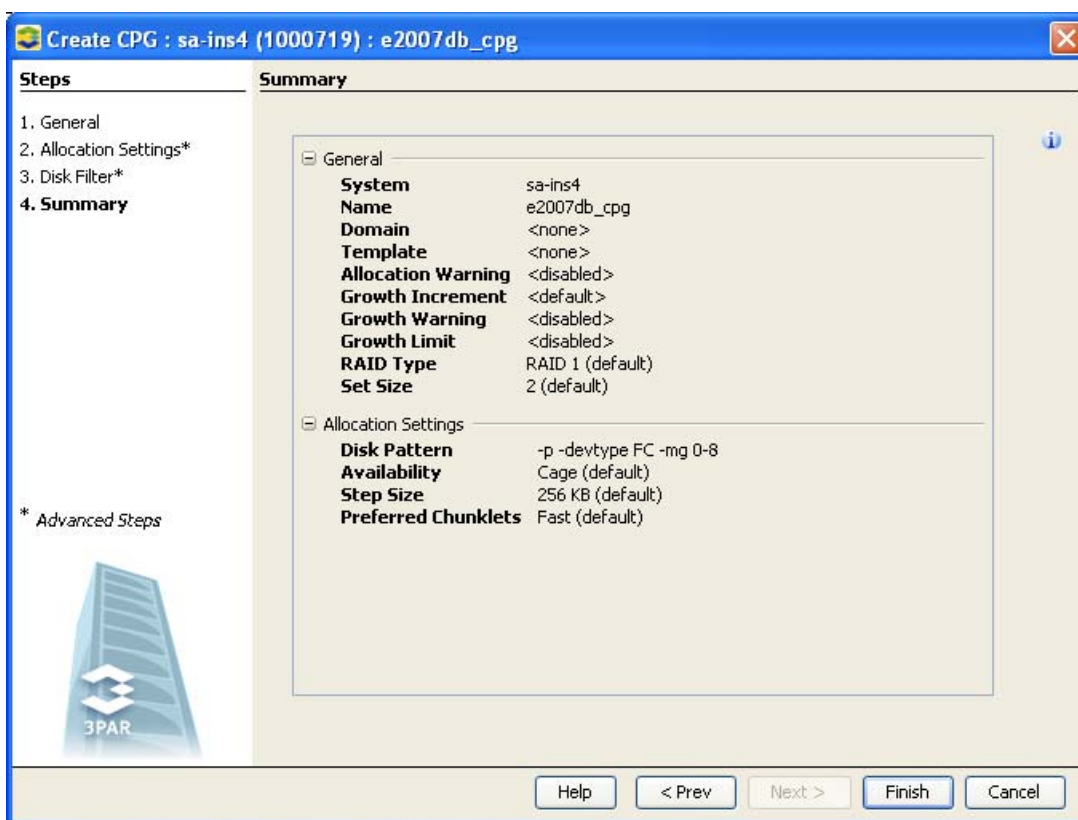 Create CPG : sa-ins4 (1000719) : e2007db_cpg
Steps
1. General
2. Allocation Settings*
3. Disk Filter*
4. Summary
* Advanced Steps
3PAR
Summary
General
System sa-ins4
Name e2007db_cpg
Domain <none>
Template <none>
Allocation Warning <disabled>
Growth Increment <default>
Growth Warning <disabled>
Growth Limit <disabled>
RAID Type RAID 1 (default)
Set Size 2 (default)
Allocation Settings
Disk Pattern -p -devtype FC -mg 0-8
Availability Cage (default)
Step Size 256 KB (default)
Preferred Chunklets Fast (default)
Help < Prev Next > Finish Cancel